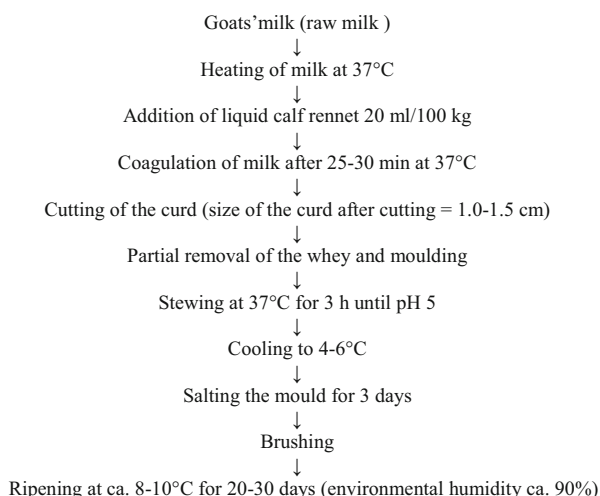 Goats’milk (raw milk )
↓
Heating of milk at 37°C
↓
Addition of liquid calf rennet 20 ml/100 kg
↓
Coagulation of milk after 25-30 min at 37°C
↓
Cutting of the curd (size of the curd after cutting = 1.0-1.5 cm)
↓
Partial removal of the whey and moulding
↓
Stewing at 37°C for 3 h until pH 5
↓
Cooling to 4-6°C
↓
Salting the mould for 3 days
↓
Brushing
↓
Ripening at ca. 8-10°C for 20-30 days (environmental humidity ca. 90%)